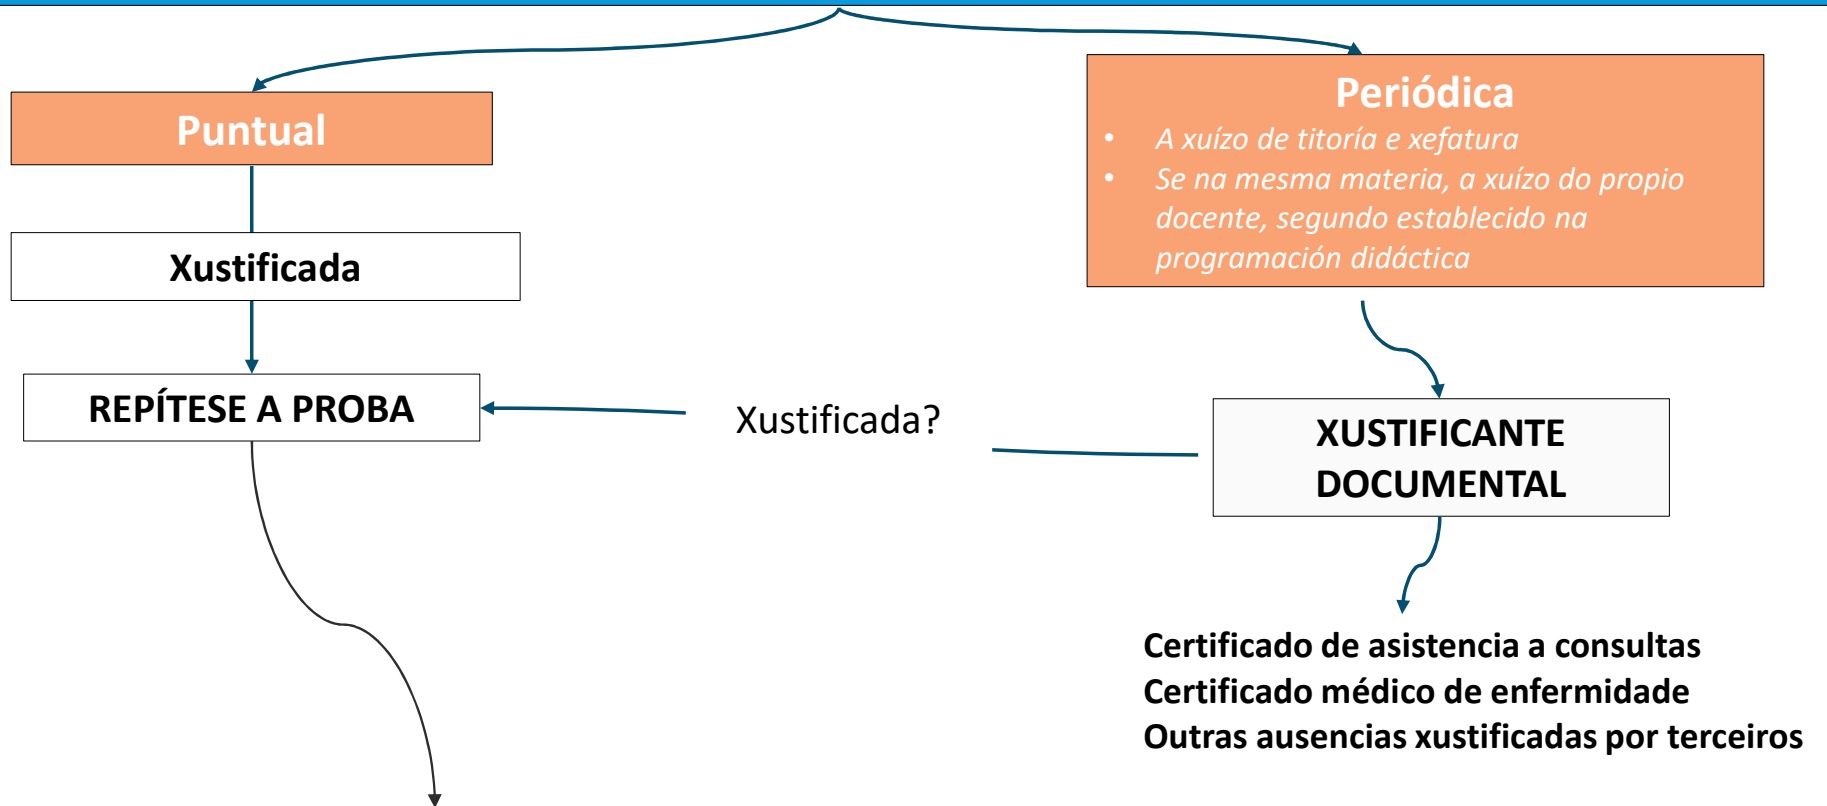 Puntual
Xustificada
REPÍTESE A PROBA
Periódica
• A xuízo de titoría e xefatura
• Se na mesma materia, a xuízo do propio
docente, segundo establecido na
programación didáctica
Xustificada?
XUSTIFICANTE
DOCUMENTAL
Certificado de asistencia a consultas
Certificado médico de enfermidade
Outras ausencias xustificadas por terceiros